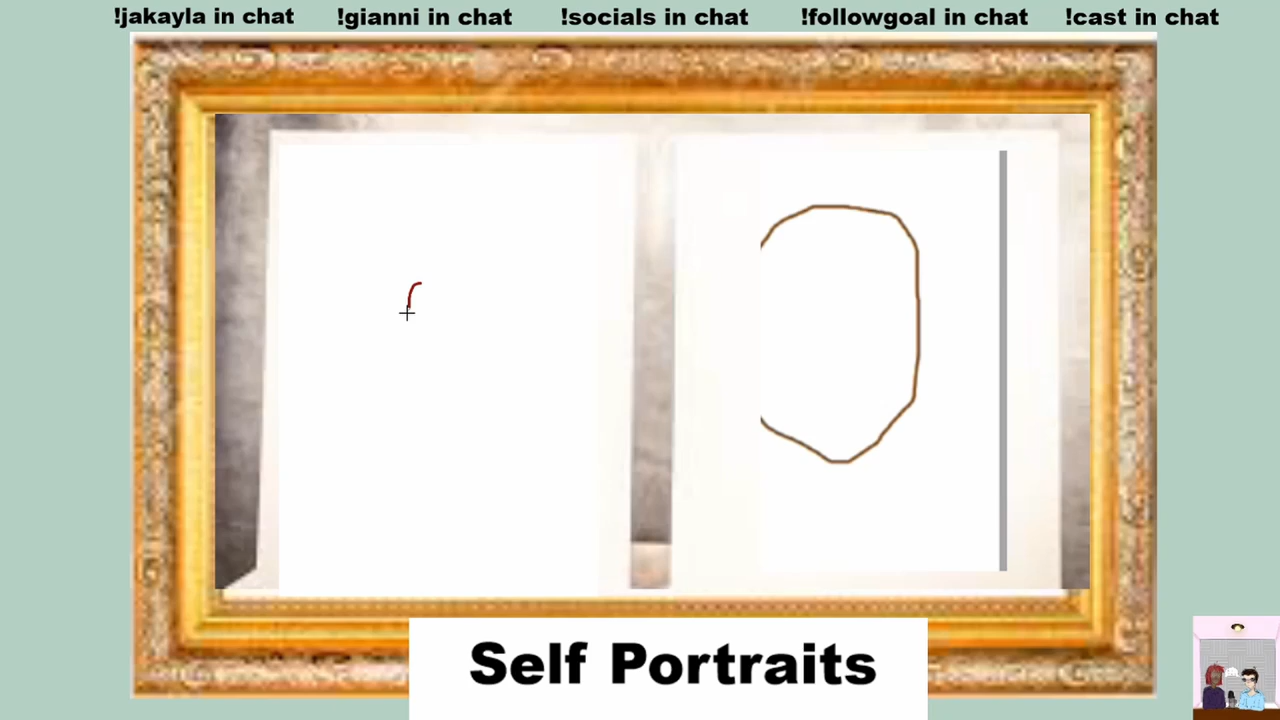 !jakayla in chat !gianni in chat !socials in chat !followgoal in chat !cast in chat
Self Portraits